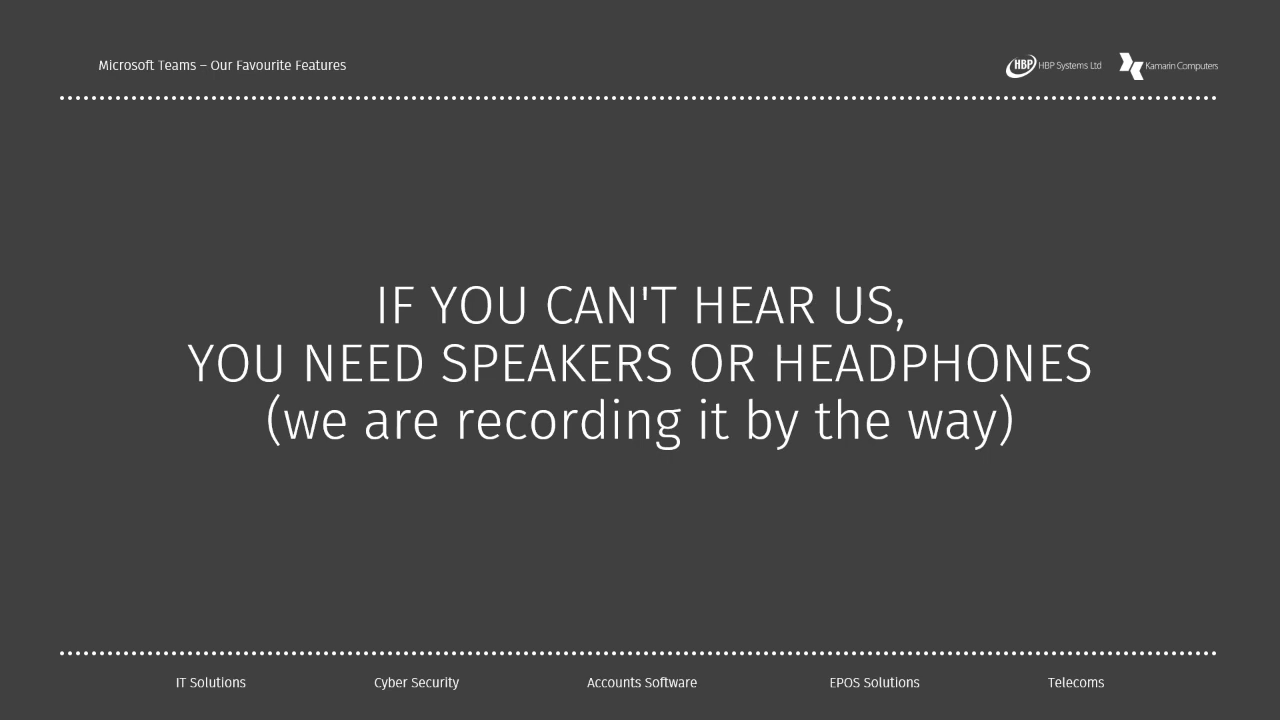 Microsoft Teams – Our Favourite Features
HBP HBP Systems Ltd
Kamarin Computers
IF YOU CAN'T HEAR US,
YOU NEED SPEAKERS OR HEADPHONES
(we are recording it by the way)
IT Solutions
Cyber Security
Accounts Software
EPOS Solutions
Telecoms